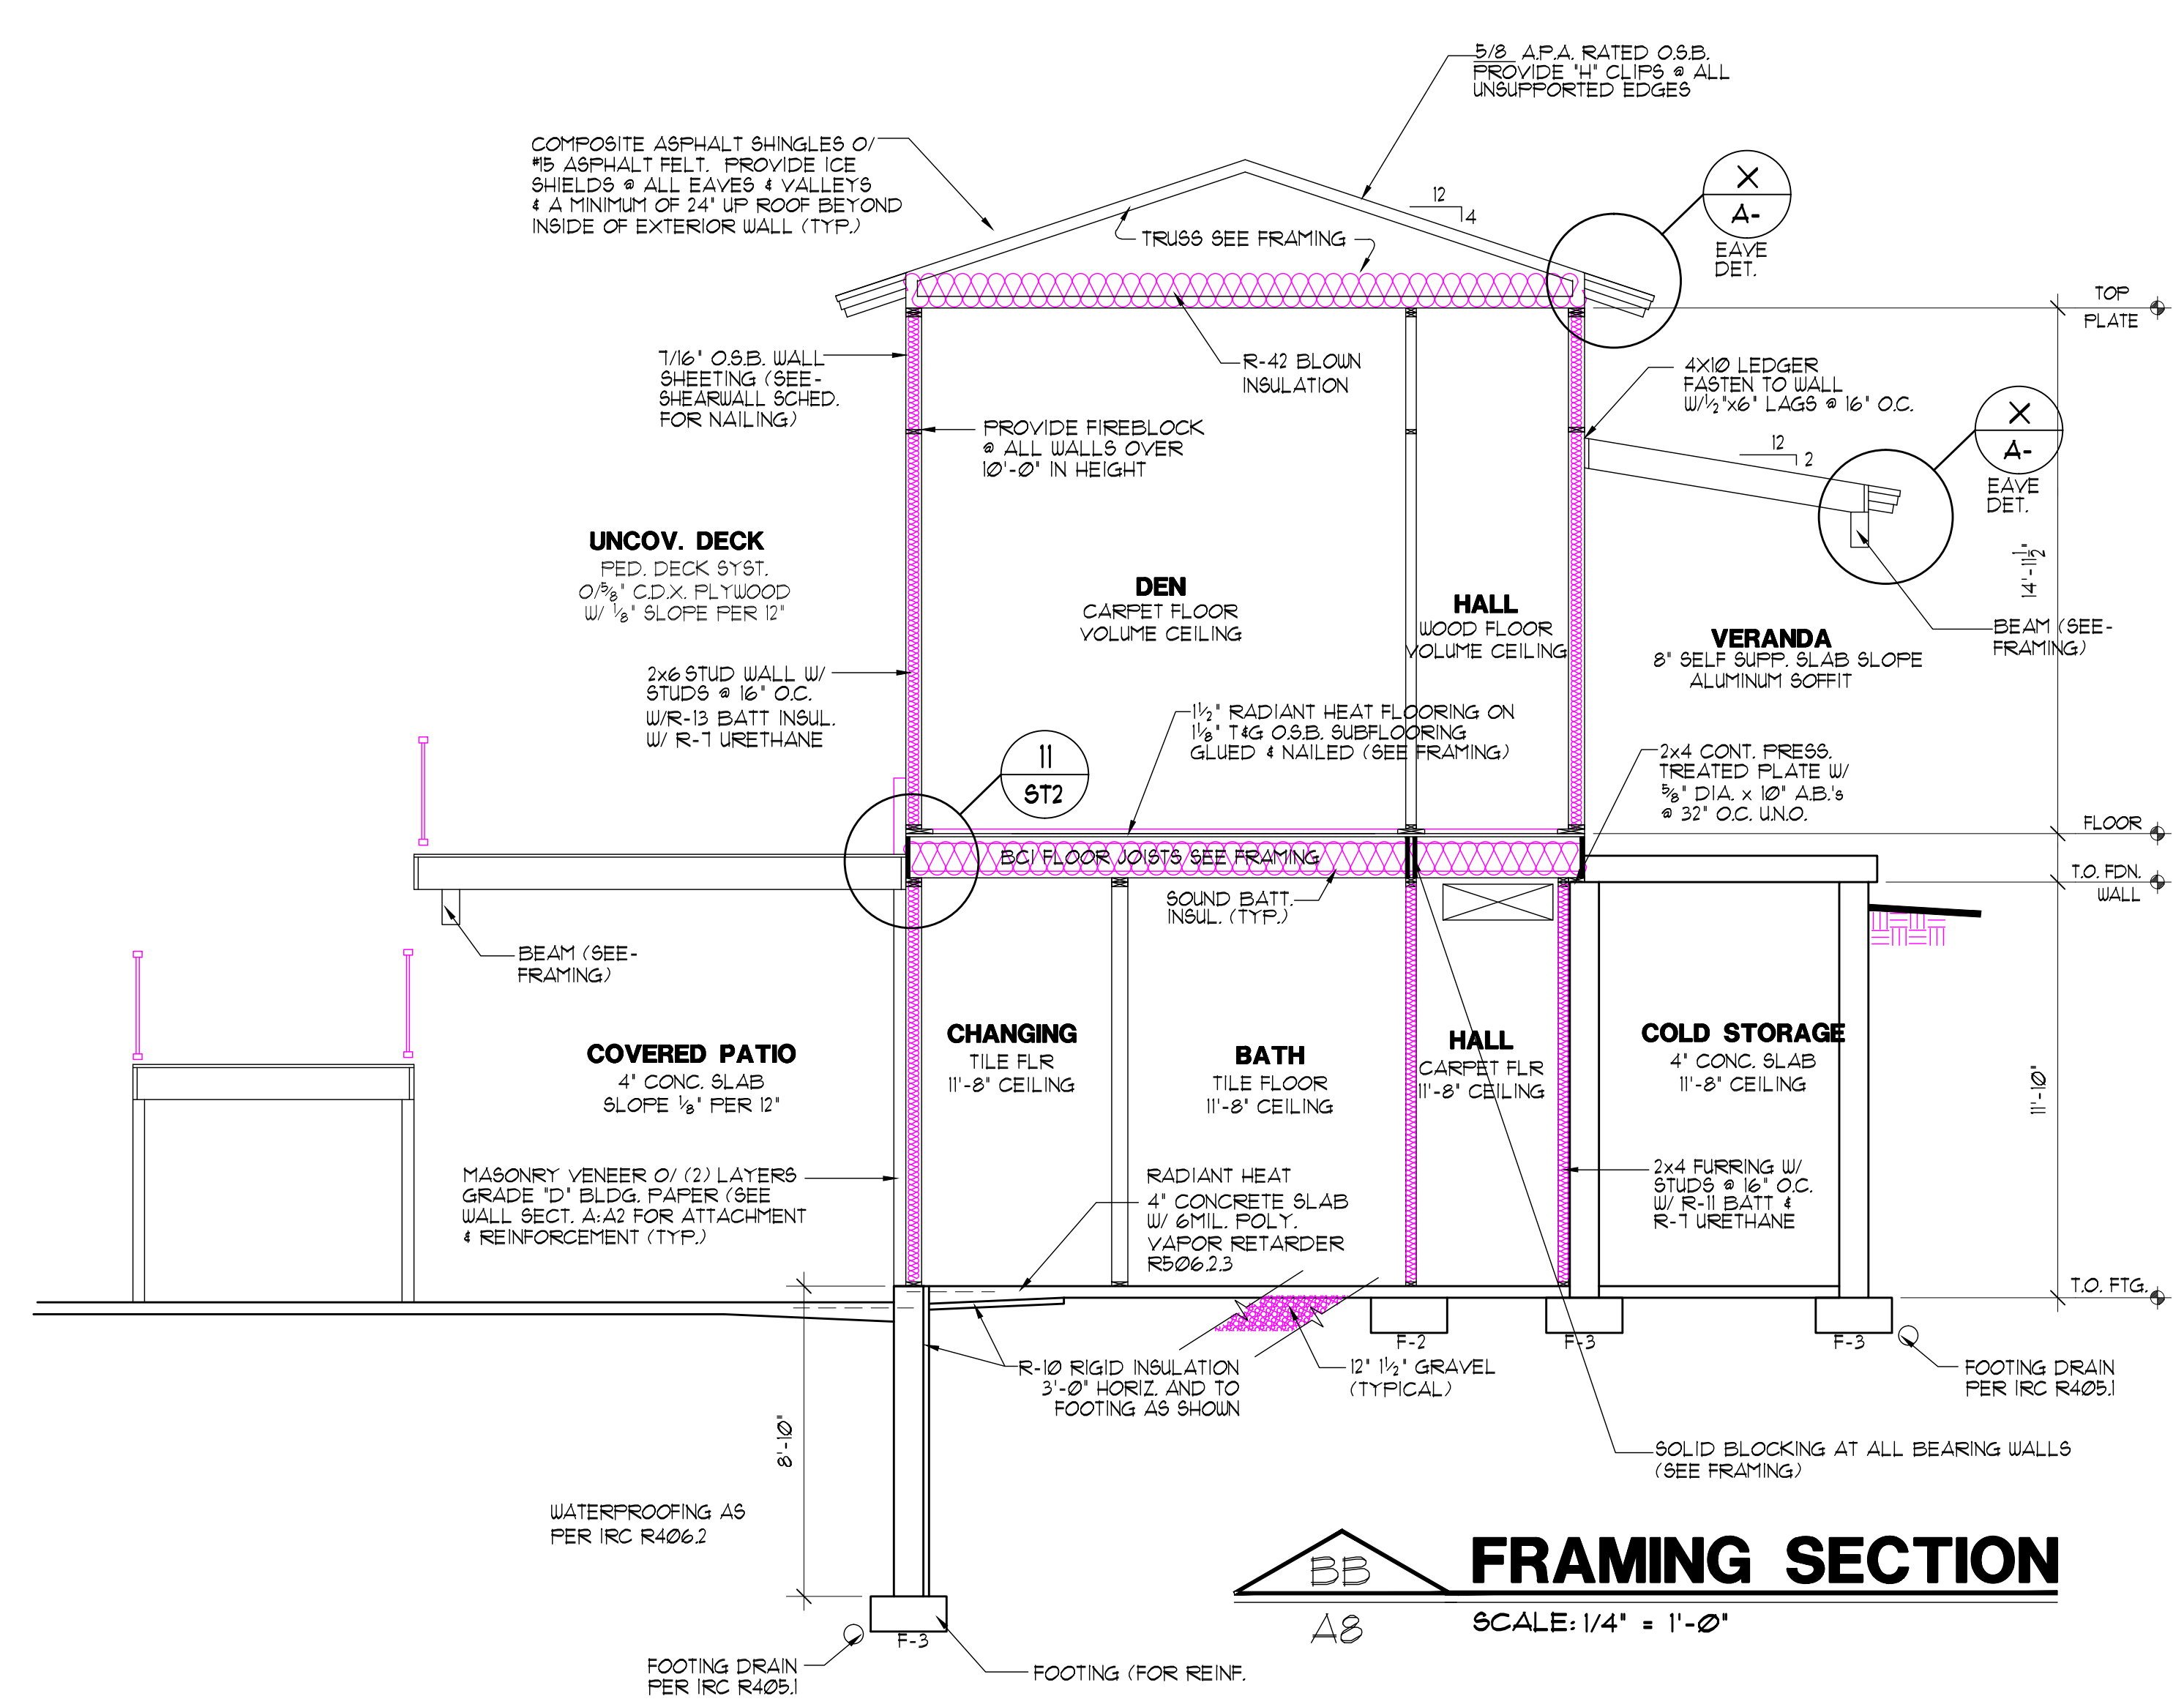 5/8 A.P.A. RATED O.S.B.
PROVIDE "H" CLIPS @ ALL
UNSUPPORTED EDGES
COMPOSITE ASPHALT SHINGLES O/
#15 ASPHALT FELT. PROVIDE ICE
SHIELDS @ ALL EAVES & VALLEYS
& A MINIMUM OF 24" UP ROOF BEYOND
INSIDE OF EXTERIOR WALL (TYP.)
X
A-
EAVE
DET.
12
4
TRUSS SEE FRAMING
TOP
PLATE
7/16" O.S.B. WALL
SHEETING (SEE-
SHEARWALL SCHED.
FOR NAILING)
R-42 BLOWN
INSULATION
4X10 LEDGER
FASTEN TO WALL
W/1/2"x6" LAGS @ 16" O.C.
PROVIDE FIREBLOCK
@ ALL WALLS OVER
10'-0" IN HEIGHT
X
A-
EAVE
DET.
12
2
UNCOV. DECK
PED. DECK SYST.
O/5/8" C.D.X. PLYWOOD
W/ 1/8" SLOPE PER 12"
DEN
CARPET FLOOR
VOLUME CEILING
HALL
WOOD FLOOR
VOLUME CEILING
VERANDA
8" SELF SUPP. SLAB SLOPE
ALUMINUM SOFFIT
14'-11 1/2"
BEAM (SEE-
FRAMING)
2x6 STUD WALL W/
STUDS @ 16" O.C.
W/R-13 BATT INSUL.
W/ R-7 URETHANE
1 1/2" RADIANT HEAT FLOORING ON
1 1/8" T&G O.S.B. SUBFLOORING
GLUED & NAILED (SEE FRAMING)
2x4 CONT. PRESS.
TREATED PLATE W/
5/8" DIA. x 10" A.B.'s
@ 32" O.C. U.N.O.
11
ST2
FLOOR
BCI FLOOR JOISTS SEE FRAMING
T.O. FDN.
WALL
SOUND BATT.
INSUL. (TYP.)
BEAM (SEE-
FRAMING)
COVERED PATIO
4" CONC. SLAB
SLOPE 1/8" PER 12"
CHANGING
TILE FLR
11'-8" CEILING
BATH
TILE FLOOR
11'-8" CEILING
HALL
CARPET FLR
11'-8" CEILING
COLD STORAGE
4" CONC. SLAB
11'-8" CEILING
11'-10"
MASONRY VENEER O/ (2) LAYERS
GRADE "D" BLDG. PAPER (SEE
WALL SECT. A:A2 FOR ATTACHMENT
& REINFORCEMENT (TYP.)
RADIANT HEAT
4" CONCRETE SLAB
W/ 6MIL. POLY.
VAPOR RETARDER
R506.2.3
2x4 FURRING W/
STUDS @ 16" O.C.
W/ R-11 BATT &
R-7 URETHANE
T.O. FTG.
F-2
F-3
F-3
R-10 RIGID INSULATION
3'-0" HORIZ. AND TO
FOOTING AS SHOWN
12" 1 1/2" GRAVEL
(TYPICAL)
FOOTING DRAIN
PER IRC R405.1
8'-10"
SOLID BLOCKING AT ALL BEARING WALLS
(SEE FRAMING)
WATERPROOFING AS
PER IRC R406.2
BB
A8
FRAMING SECTION
SCALE: 1/4" = 1'-0"
F-3
FOOTING DRAIN
PER IRC R405.1
FOOTING (FOR REINF.